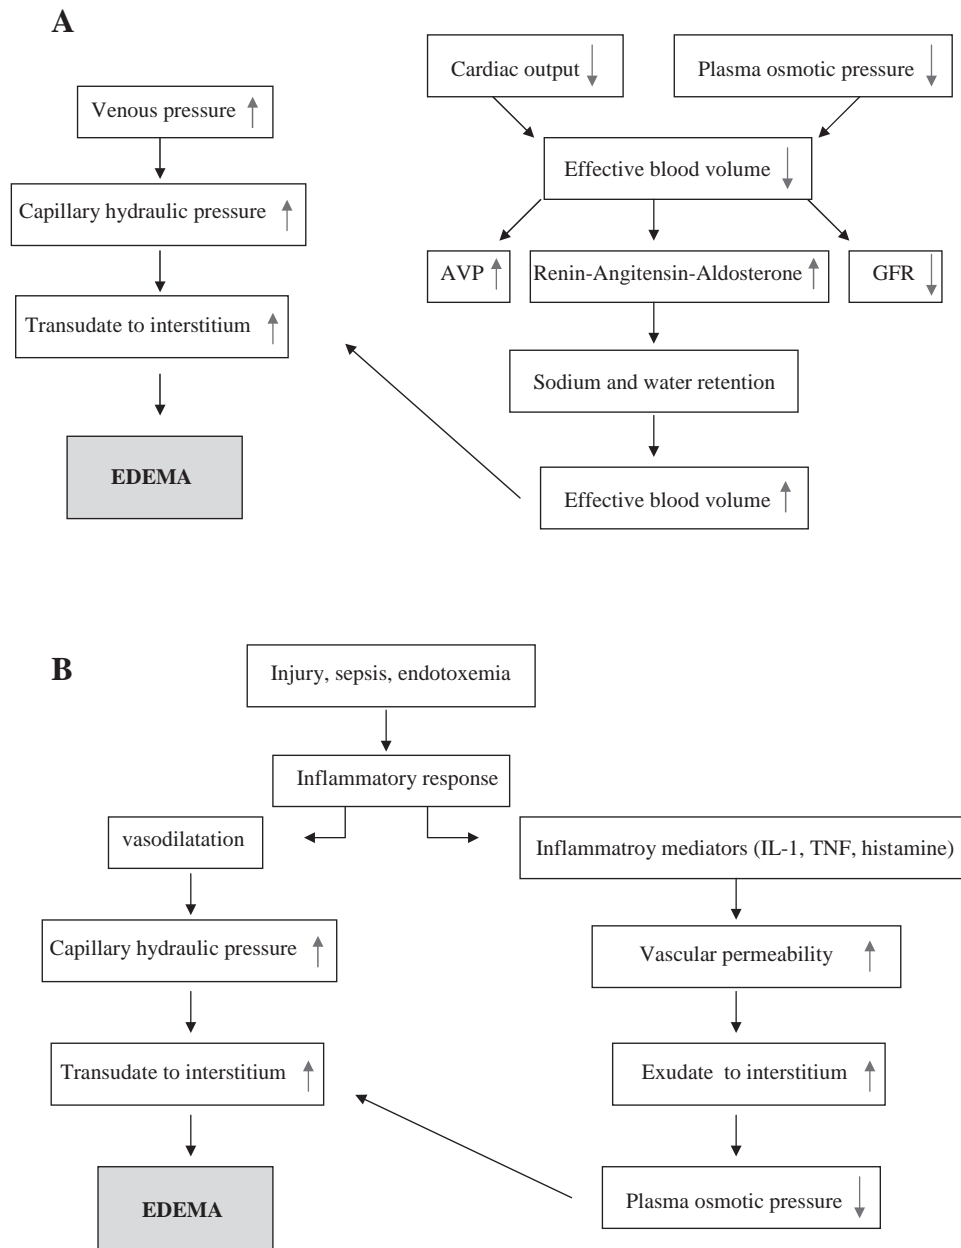 A
Cardiac output
Plasma osmotic pressure
Venous pressure
Effective blood volume
Capillary hydraulic pressure
AVP
Renin-Angitensin-Aldosterone
GFR
Transudate to interstitium
Sodium and water retention
EDEMA
Effective blood volume
B
Injury, sepsis, endotoxemia
Inflammatory response
vasodilatation
Inflammatroy mediators (IL-1, TNF, histamine)
Capillary hydraulic pressure
Vascular permeability
Transudate to interstitium
Exudate to interstitium
EDEMA
Plasma osmotic pressure